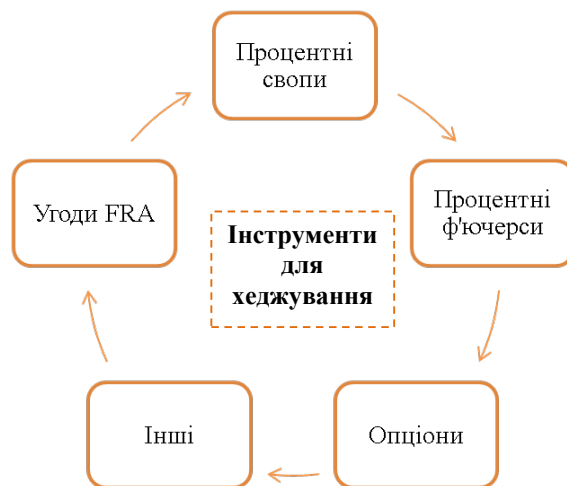 Процентні
свопи
Процентні
ф'ючерси
Угоди FRA
Інструменти
для
хеджування
Інші
Опціони